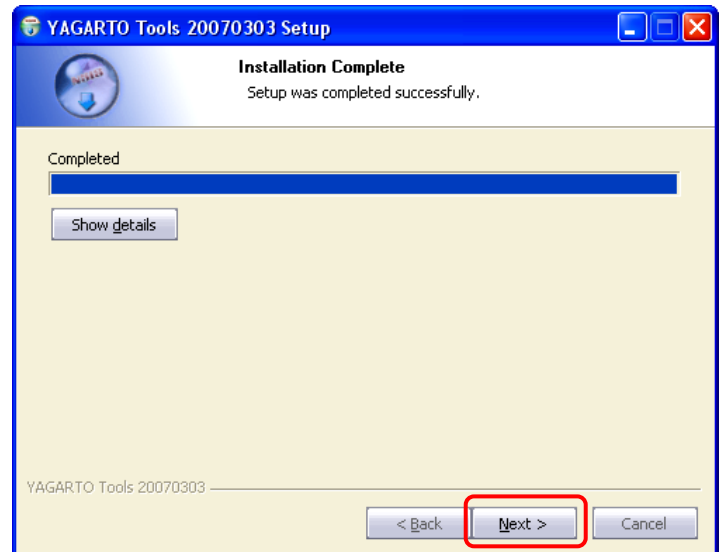 YAGARTO Tools 20070303 Setup
Installation Complete
Setup was completed successfully.
Completed
Show details
YAGARTO Tools 20070303
< Back
Next >
Cancel